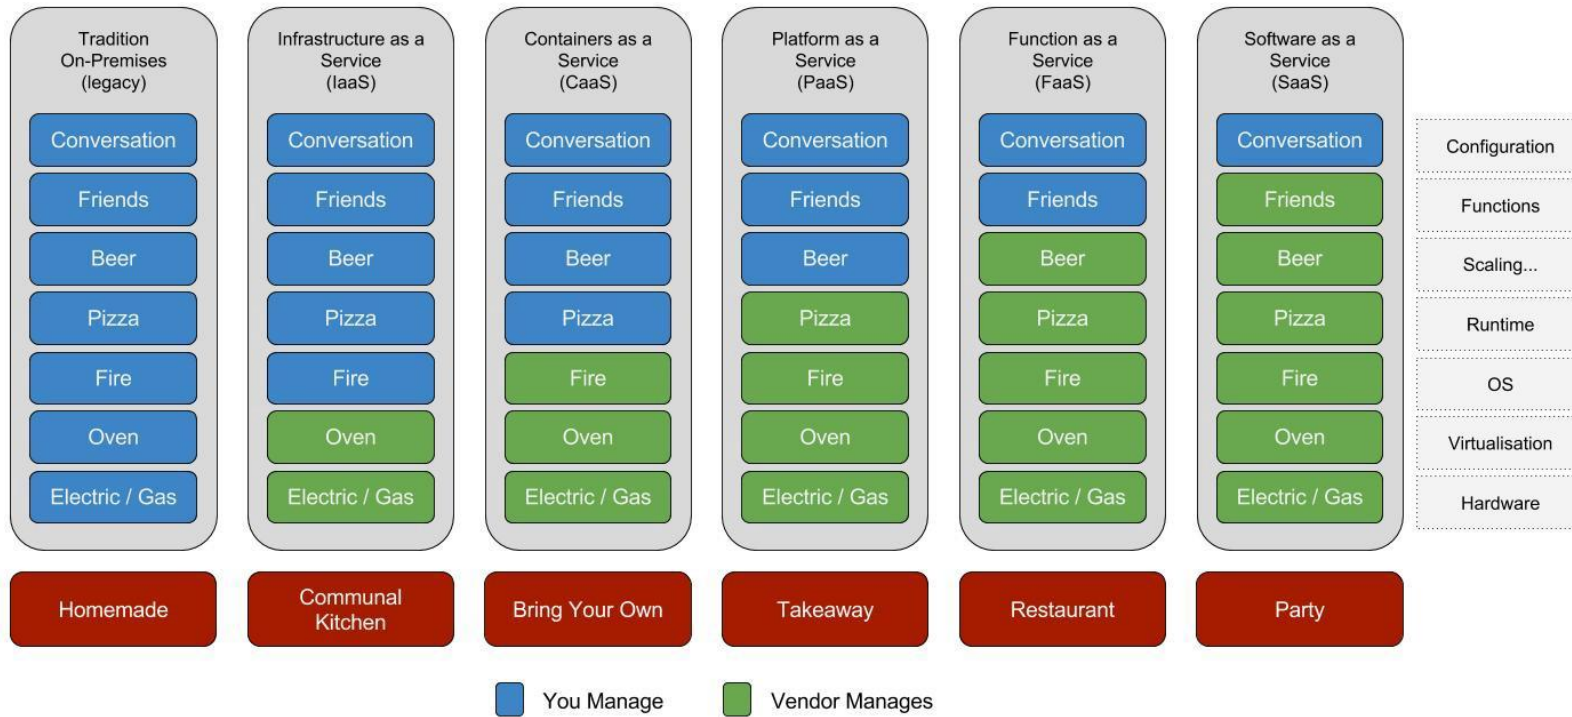 Tradition
On-Premises
(legacy)
Conversation
Friends
Beer
Pizza
Fire
Oven
Electric / Gas
Homemade
Infrastructure as a
Service
(IaaS)
Conversation
Friends
Beer
Pizza
Fire
Oven
Electric / Gas
Communal
Kitchen
Containers as a
Service
(CaaS)
Conversation
Friends
Beer
Pizza
Fire
Oven
Electric / Gas
Bring Your Own
Platform as a
Service
(PaaS)
Conversation
Friends
Beer
Pizza
Fire
Oven
Electric / Gas
Takeaway
Function as a
Service
(FaaS)
Conversation
Friends
Beer
Pizza
Fire
Oven
Electric / Gas
Restaurant
Software as a
Service
(SaaS)
Conversation
Friends
Beer
Pizza
Fire
Oven
Electric / Gas
Party
Configuration
Functions
Scaling...
Runtime
OS
Virtualisation
Hardware
You Manage
Vendor Manages